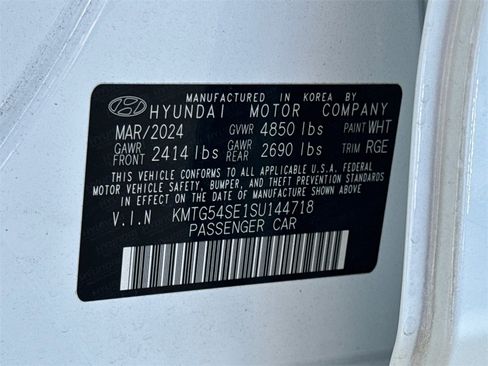 MANUFACTURED IN KOREA BY
HYUNDAI MOTOR COMPANY
MAR/2024 GVWR 4850 lbs PAINT WHT
GAWR FRONT 2414 lbs GAWR REAR 2690 lbs TRIM RGE
THIS VEHICLE CONFORMS TO ALL APPLICABLE U.S.A. FEDERAL
MOTOR VEHICLE SAFETY, BUMPER, AND THEFT PREVENTION
STANDARDS IN EFFECT ON THE DATE OF MANUFACTURE SHOWN ABOVE.
V.I.N KMTG54SE1SU144718
PASSENGER CAR